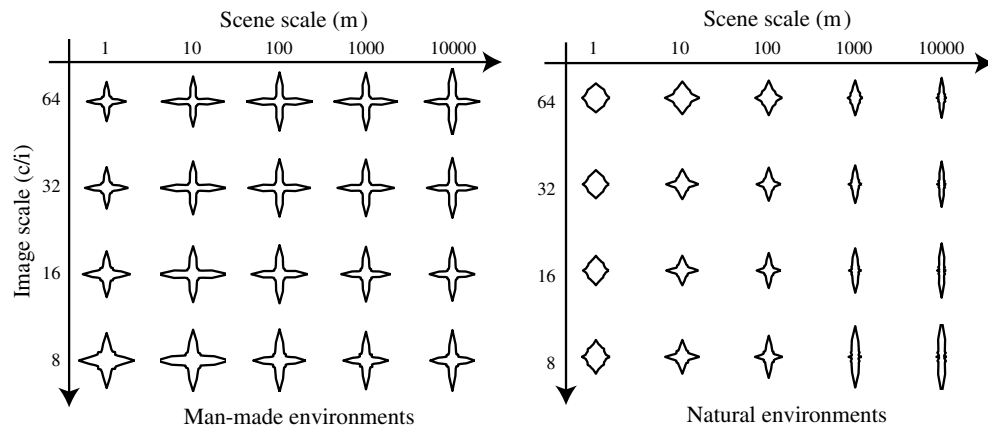 Scene scale (m)
1 10 100 1000 10000
64
32
16
8
Image scale (c/i)
Man-made environments
Scene scale (m)
1 10 100 1000 10000
64
32
16
8
Natural environments